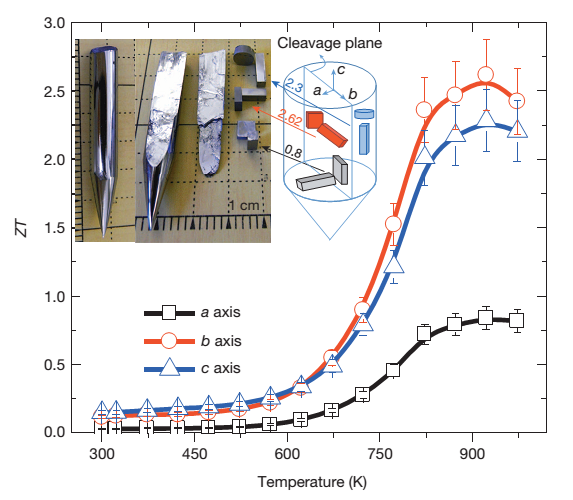 3.0
2.5
2.0
1.5
1.0
0.5
0.0
ZT
300
450
600
750
900
Temperature (K)
Cleavage plane
c
a
b
2.3
2.62
0.8
1 cm
a axis
b axis
c axis